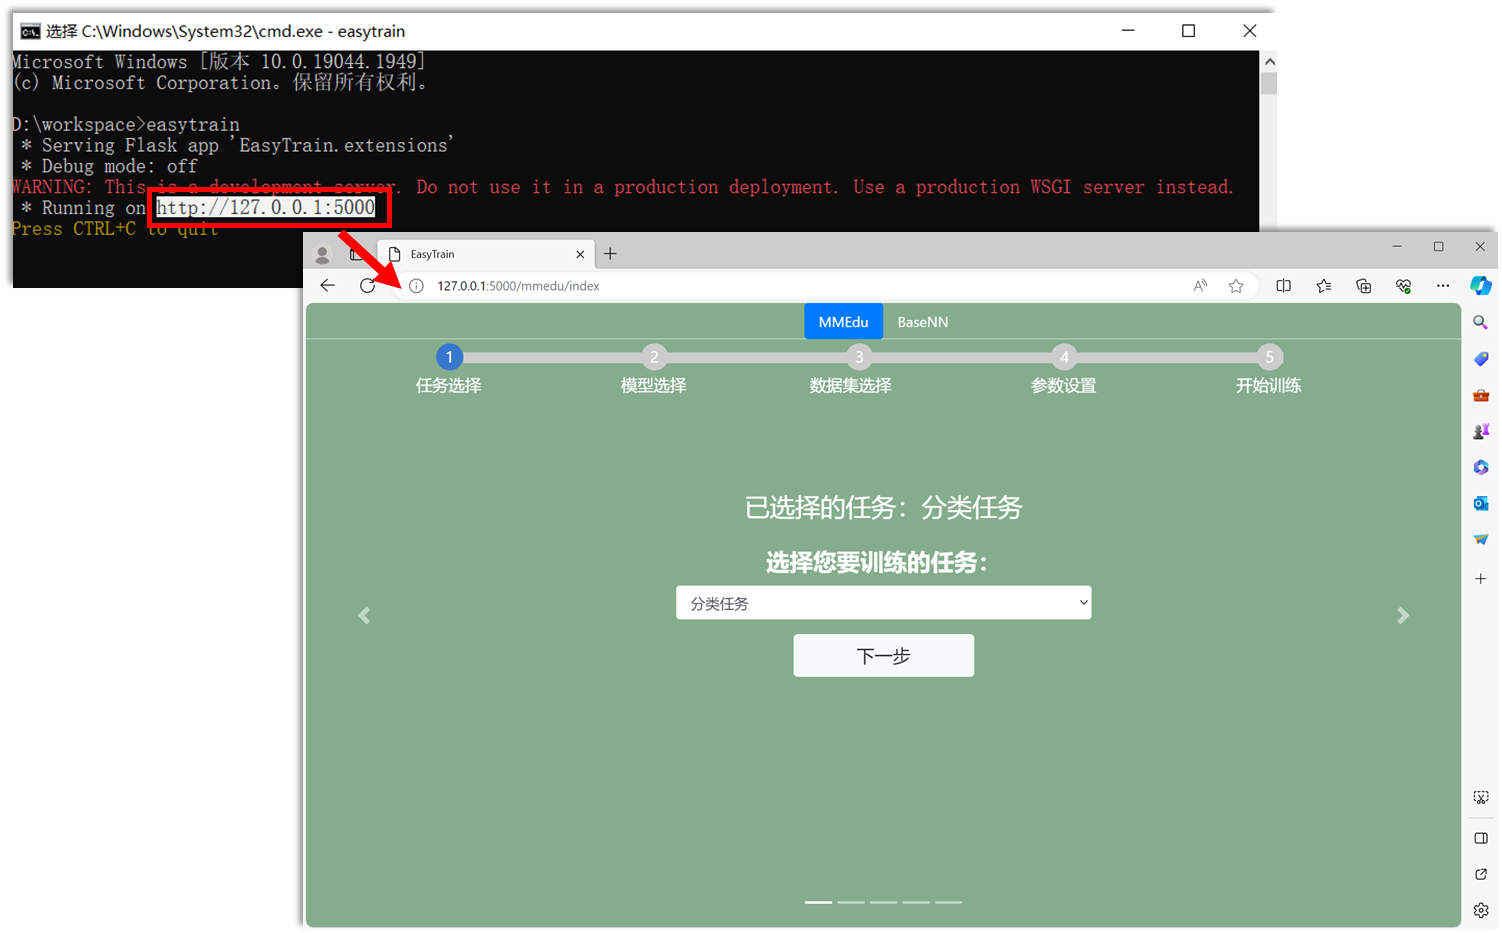 选择 C:\Windows\System32\cmd.exe - easytrain
Microsoft Windows [版本 10.0.19044.1949]
(c) Microsoft Corporation。保留所有权利。
D:\workspace>easytrain
* Serving Flask app 'EasyTrain.extensions'
* Debug mode: off
WARNING: This is a development server. Do not use it in a production deployment. Use a production WSGI server instead.
* Running on http://127.0.0.1:5000
Press CTRL+C to quit
EasyTrain
127.0.0.1:5000/mmedu/index
MMEdu BaseNN
1 2 3 4 5
任务选择 模型选择 数据集选择 参数设置 开始训练
已选择的任务：分类任务
选择您要训练的任务：
分类任务
下一步